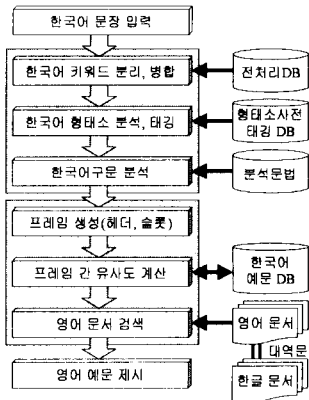 한국어 문장 입력
한국어 키워드 분리, 병합
전처리DB
한국어 형태소 분석, 태깅
형태소사전
태깅 DB
한국어구문 분석
분석문법
프레임 생성(헤더, 슬롯)
프레임 간 유사도 계산
한국어
예문 DB
영어 문서 검색
영어 문서
대역문
영어 예문 제시
한글 문서